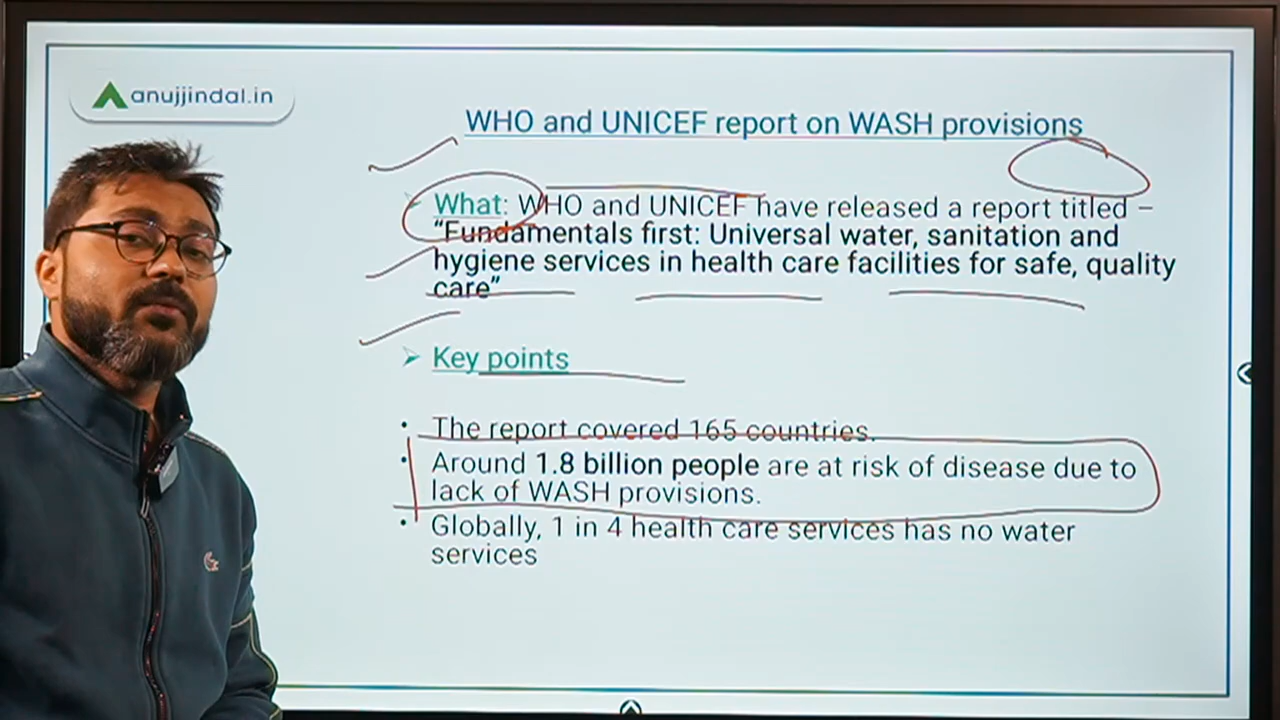 anujjindal.in
WHO and UNICEF report on WASH provisions
What: WHO and UNICEF have released a report titled –
“Fundamentals first: Universal water, sanitation and
hygiene services in health care facilities for safe, quality
care”
Key points
• The report covered 165 countries.
• Around 1.8 billion people are at risk of disease due to
lack of WASH provisions.
• Globally, 1 in 4 health care services has no water
services